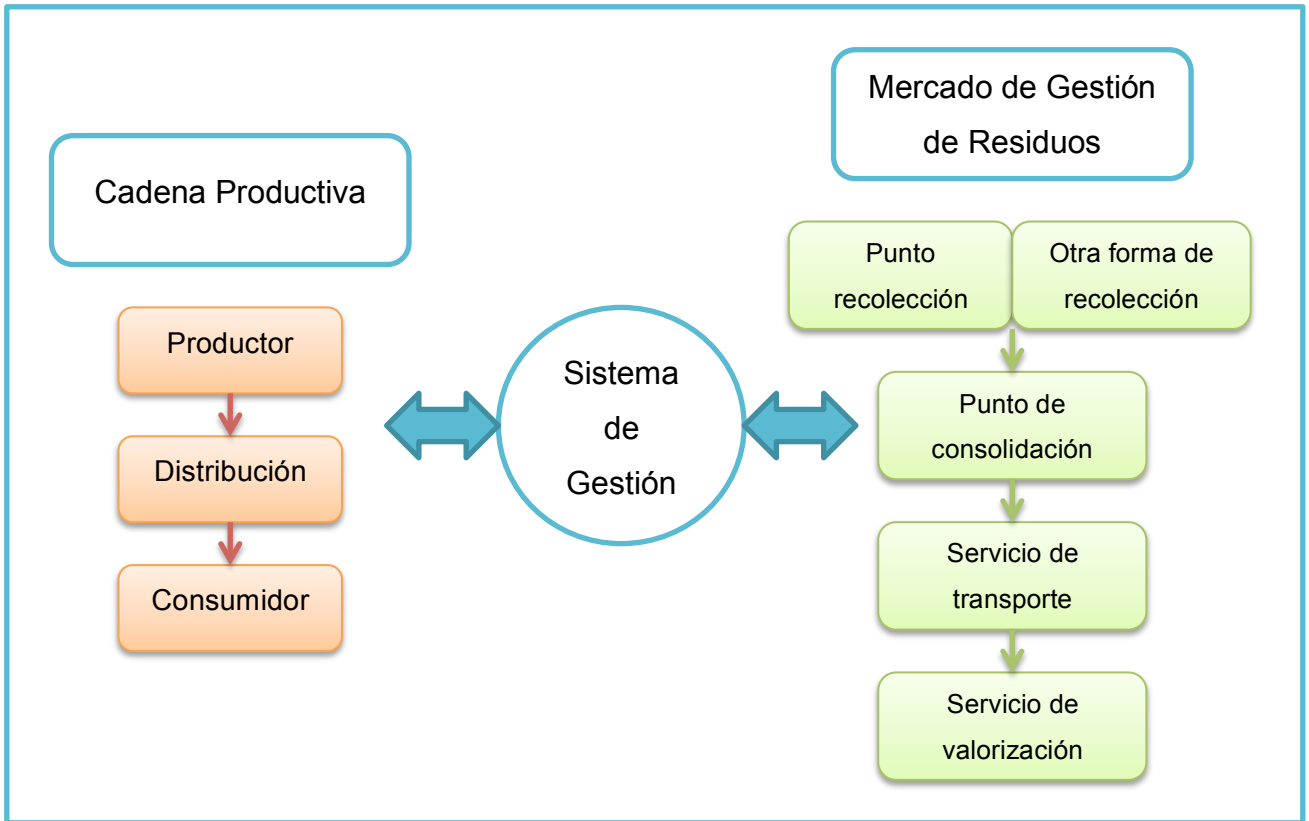 Cadena Productiva
Productor
Distribución
Consumidor
Sistema
de
Gestión
Mercado de Gestión
de Residuos
Punto
recolección
Otra forma de
recolección
Punto de
consolidación
Servicio de
transporte
Servicio de
valorización